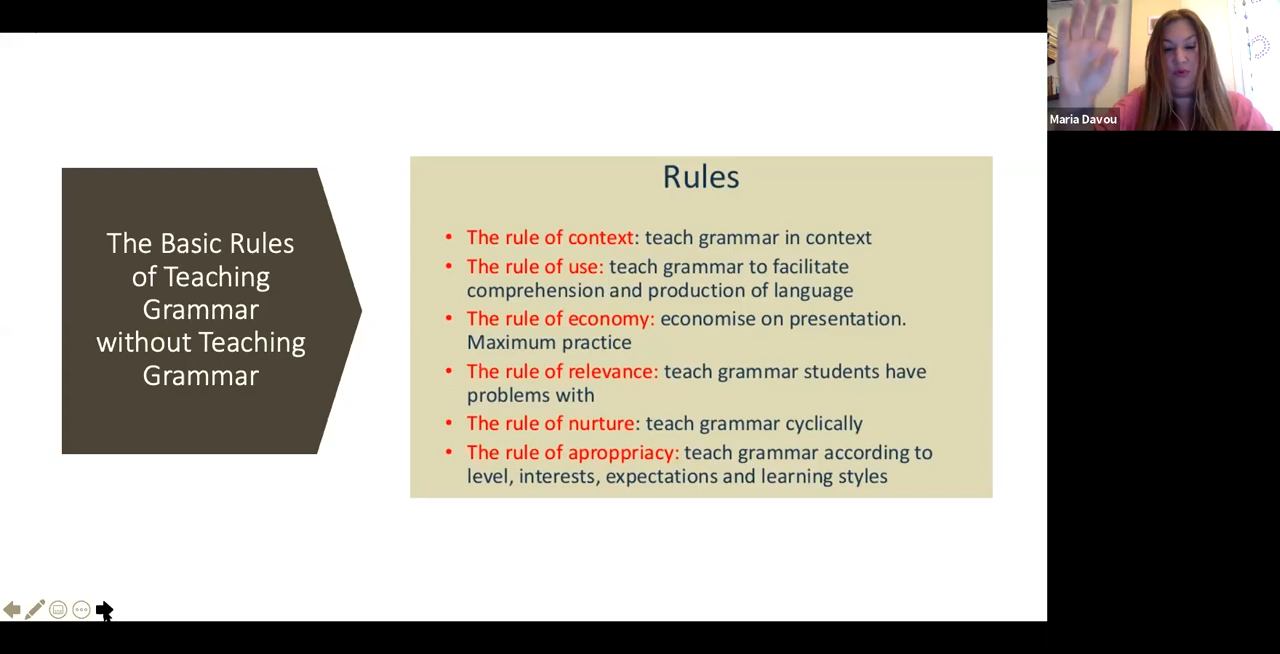 The Basic Rules
of Teaching
Grammar
without Teaching
Grammar
Rules
• The rule of context: teach grammar in context
• The rule of use: teach grammar to facilitate
comprehension and production of language
• The rule of economy: economise on presentation.
Maximum practice
• The rule of relevance: teach grammar students have
problems with
• The rule of nurture: teach grammar cyclically
• The rule of aproppriacy: teach grammar according to
level, interests, expectations and learning styles
Maria Davou